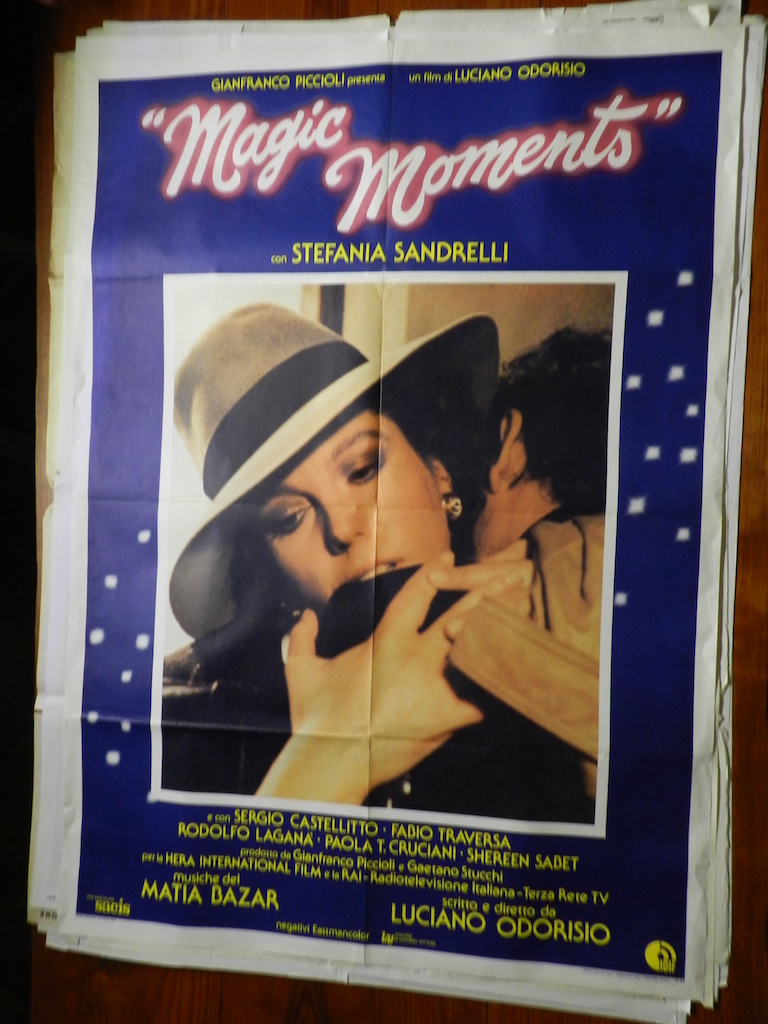 GIANFRANCO PICCIOLI presenta un film di LUCIANO ODORISIO
"Magic Moments"
con STEFANIA SANDRELLI
e con SERGIO CASTELLITTO · FABIO TRAVERSA
RODOLFO LAGANA' · PAOLA T. CRUCIANI · SHEREEN SABET
prodotto da Gianfranco Piccioli e Gaetano Stucchi
per la HERA INTERNATIONAL FILM e la RAI-Radiotelevisione Italiana-Terza Rete TV
musiche dei
MATIA BAZAR
scritto e diretto da
LUCIANO ODORISIO
sacis
negativi Eastmancolor